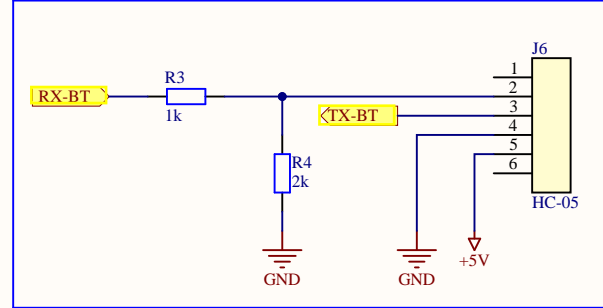 J6
R3
RX-BT
1k
1
2
TX-BT
3
4
5
6
R4
2k
HC-05
GND
GND
+5V